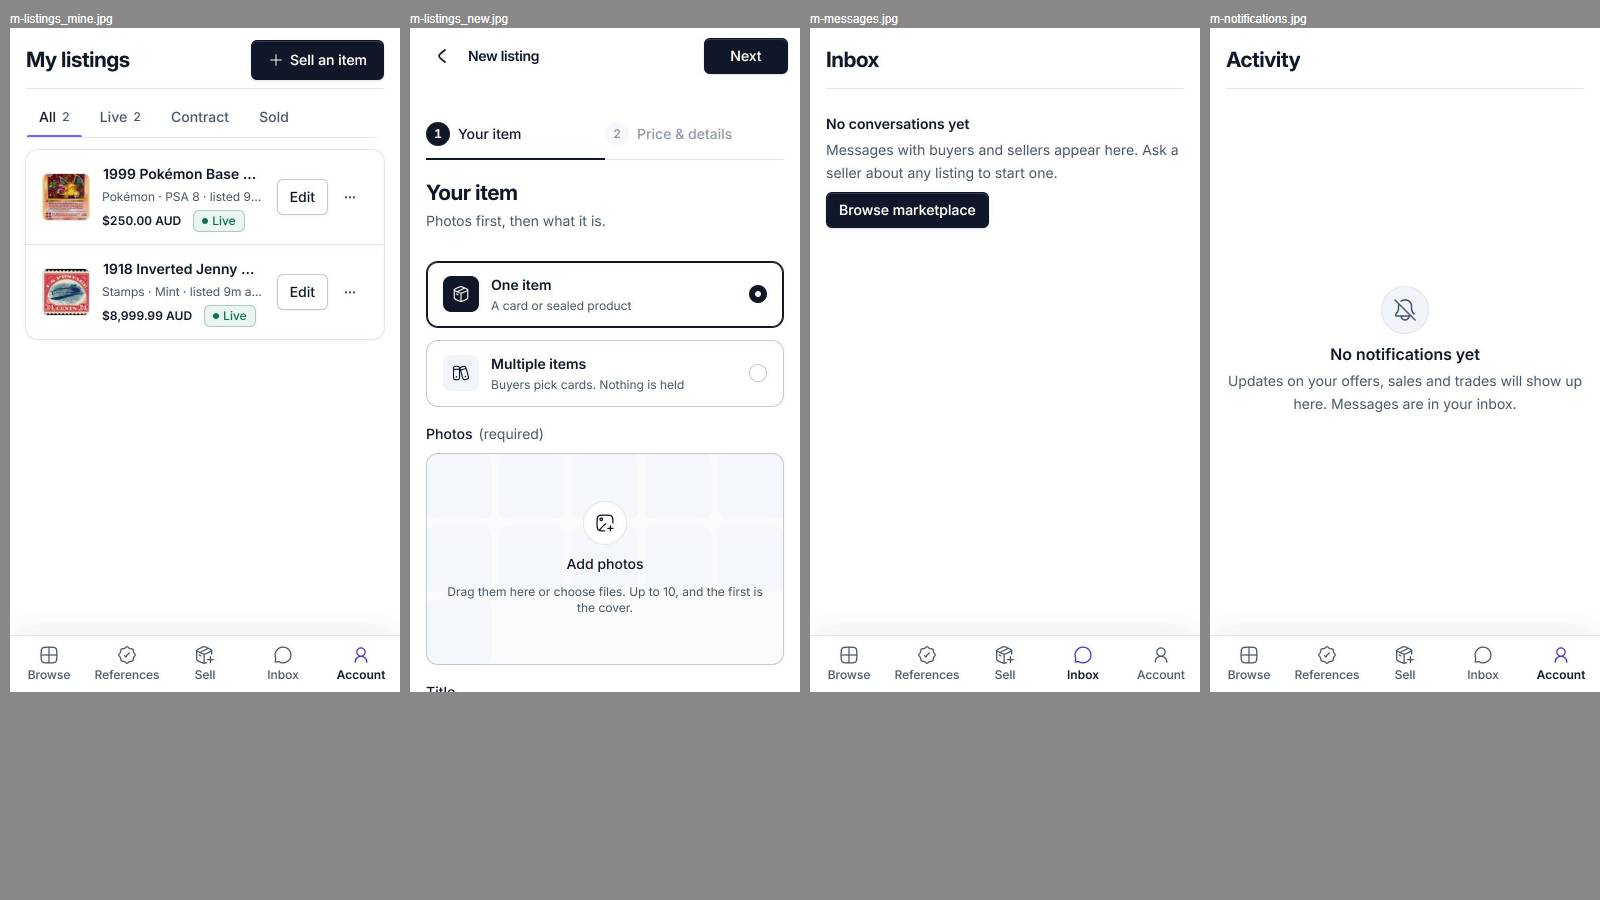 m-listings_mine.jpg
My listings
Sell an item
All 2
Live 2
Contract
Sold
1999 Pokémon Base ...
Pokémon · PSA 8 · listed 9...
$250.00 AUD
Live
Edit
1918 Inverted Jenny ...
Stamps · Mint · listed 9m a...
$8,999.99 AUD
Live
Edit
Browse
References
Sell
Inbox
Account
m-listings_new.jpg
New listing
Next
1 Your item
2 Price & details
Your item
Photos first, then what it is.
One item
A card or sealed product
Multiple items
Buyers pick cards. Nothing is held
Photos (required)
Add photos
Drag them here or choose files. Up to 10, and the first is
the cover.
Title
m-messages.jpg
Inbox
No conversations yet
Messages with buyers and sellers appear here. Ask a
seller about any listing to start one.
Browse marketplace
Browse
References
Sell
Inbox
Account
m-notifications.jpg
Activity
No notifications yet
Updates on your offers, sales and trades will show up
here. Messages are in your inbox.
Browse
References
Sell
Inbox
Account